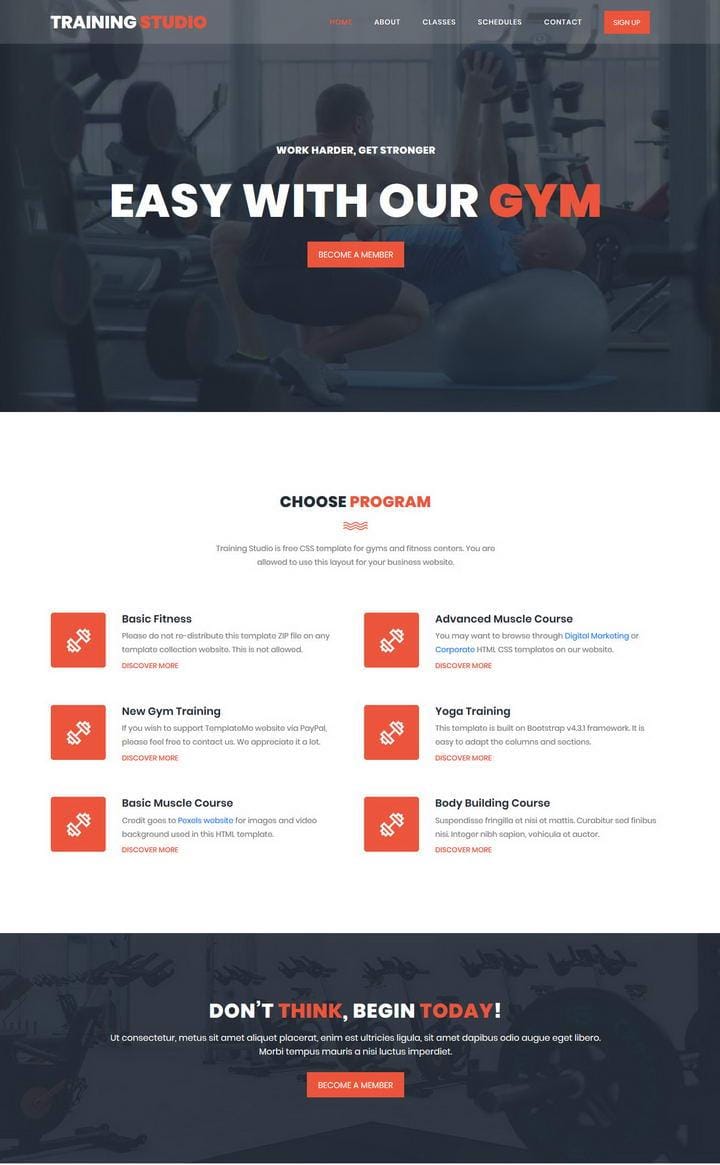 TRAINING STUDIO
HOME ABOUT CLASSES SCHEDULES CONTACT SIGN UP
WORK HARDER, GET STRONGER
EASY WITH OUR GYM
BECOME A MEMBER
CHOOSE PROGRAM
Training Studio is free CSS template for gyms and fitness centers. You are
allowed to use this layout for your business website.
Basic Fitness
Please do not re-distribute this template ZIP file on any
template collection website. This is not allowed.
DISCOVER MORE
Advanced Muscle Course
You may want to browse through Digital Marketing or
Corporate HTML CSS templates on our website.
DISCOVER MORE
New Gym Training
If you wish to support TemplateMo website via PayPal,
please feel free to contact us. We appreciate it a lot.
DISCOVER MORE
Yoga Training
This template is built on Bootstrap v4.3.1 framework. It is
easy to adapt the columns and sections.
DISCOVER MORE
Basic Muscle Course
Credit goes to Pexels website for images and video
background used in this HTML template.
DISCOVER MORE
Body Building Course
Suspendisse fringilla et nisi et mattis. Curabitur sed finibus
nisi. Integer nibh sapien, vehicula et auctor.
DISCOVER MORE
DON’T THINK, BEGIN TODAY!
Ut consectetur, metus sit amet aliquet placerat, enim est ultricies ligula, sit amet dapibus odio augue eget libero.
Morbi tempus mauris a nisi luctus imperdiet.
BECOME A MEMBER